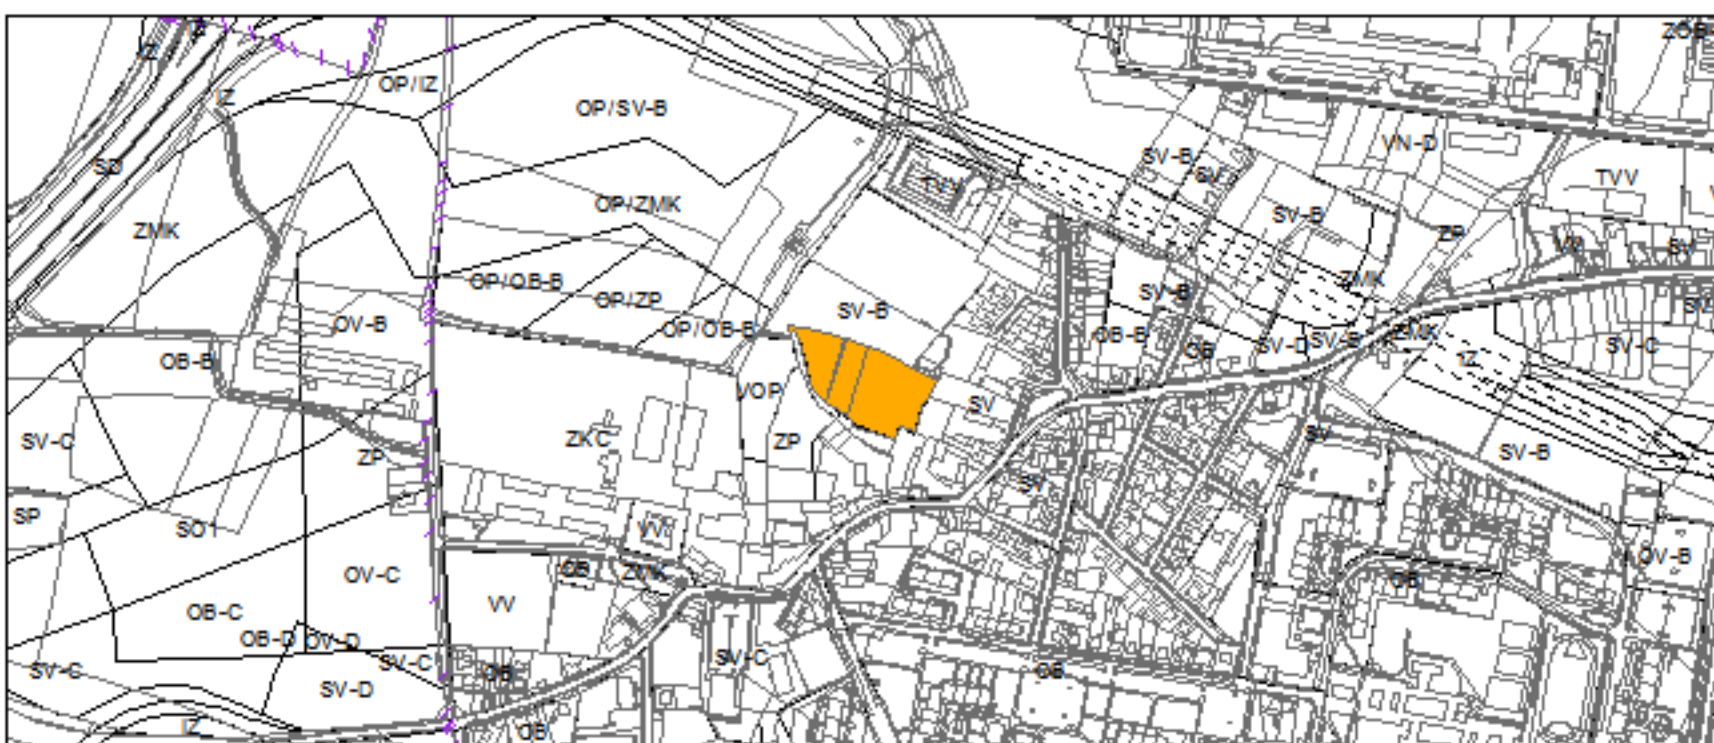 IZ
ZOB
IZ
OP/IZ
IZ
OP/SV-B
VN-D
SV-B
SD
SV
TVV
TVV
OP/ZMK
SV-B
ZMK
ZP
VV
SV
OP/OB-B
ZMK
SV-B
OP/ZP
SV-B
OV-B
OP/OB-B
OB-B
ZMK
SV-B
SV-D
SV-C
OB
IZ
OB-B
VOP
SV
SV-C
ZKC
ZP
SV
SV-B
ZP
SV
SP
SO1
VV
OV-B
OB
ZMK
OV-C
OB
VV
OB-C
OB-D
OV-D
SV-C
SV-C
SV-C
OB
OB
SV-D
IZ
OB